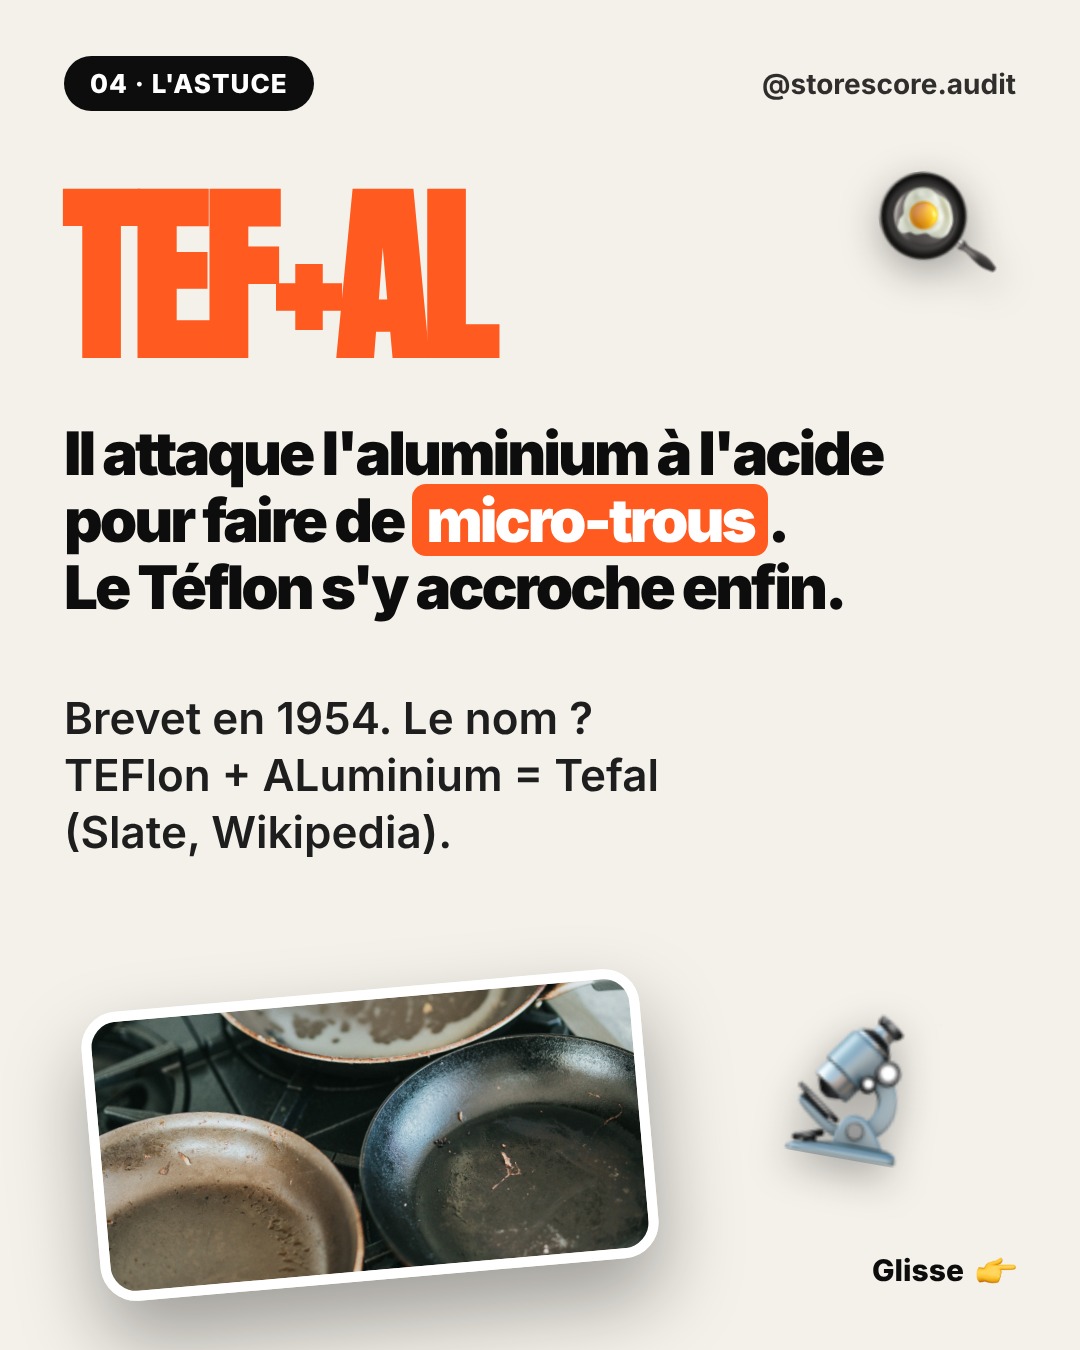 04 · L'ASTUCE
@storescore.audit
TEF+AL
Il attaque l'aluminium à l'acide
pour faire de micro-trous.
Le Téflon s'y accroche enfin.
Brevet en 1954. Le nom ?
TEFlon + ALuminium = Tefal
(Slate, Wikipedia).
Glisse 👉